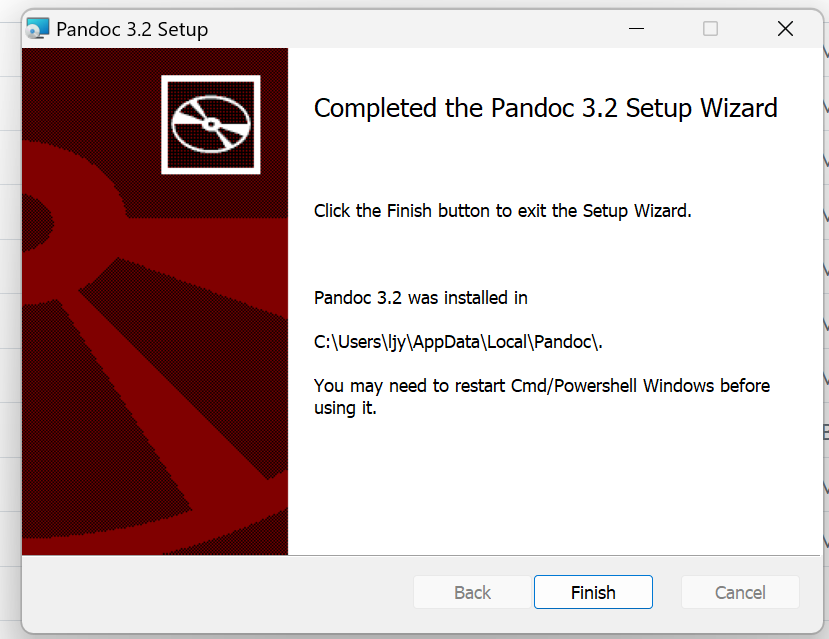 Pandoc 3.2 Setup
Completed the Pandoc 3.2 Setup Wizard
Click the Finish button to exit the Setup Wizard.
Pandoc 3.2 was installed in
C:\Users\ljy\AppData\Local\Pandoc\.
You may need to restart Cmd/Powershell Windows before
using it.
Back
Finish
Cancel